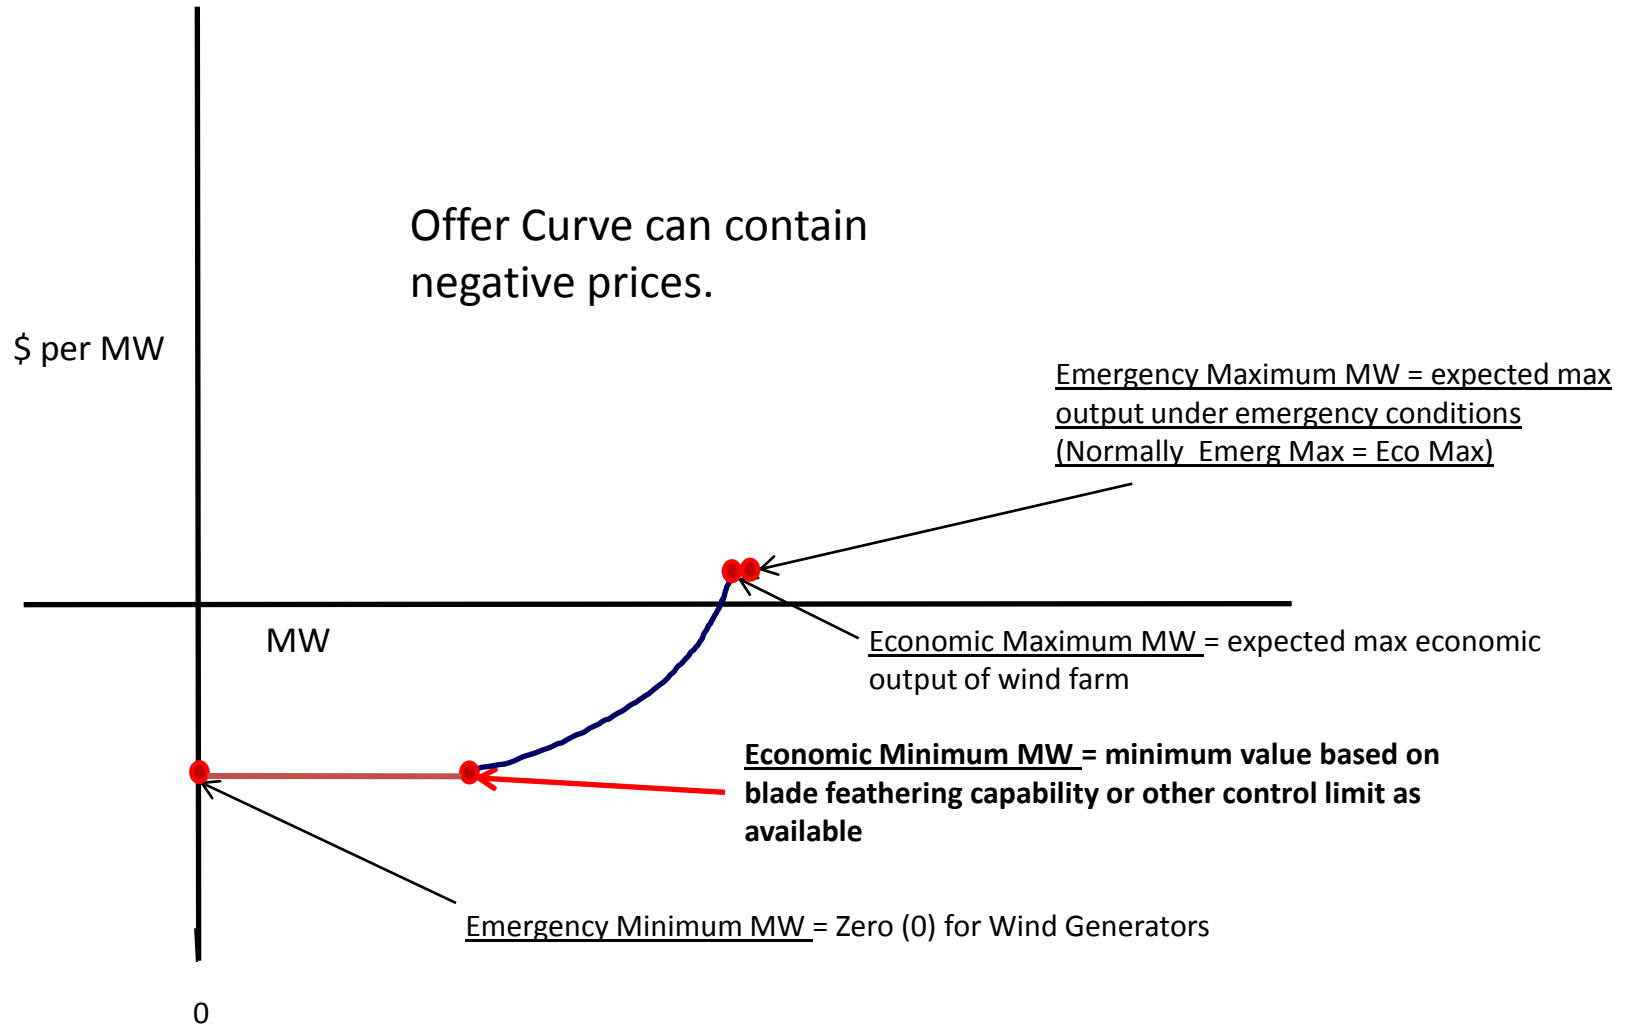 Offer Curve can contain
negative prices.
$ per MW
Emergency Maximum MW = expected max
output under emergency conditions
(Normally  Emerg Max = Eco Max)
MW
Economic Maximum MW = expected max economic
output of wind farm
Economic Minimum MW = minimum value based on
blade feathering capability or other control limit as
available
Emergency Minimum MW = Zero (0) for Wind Generators
0